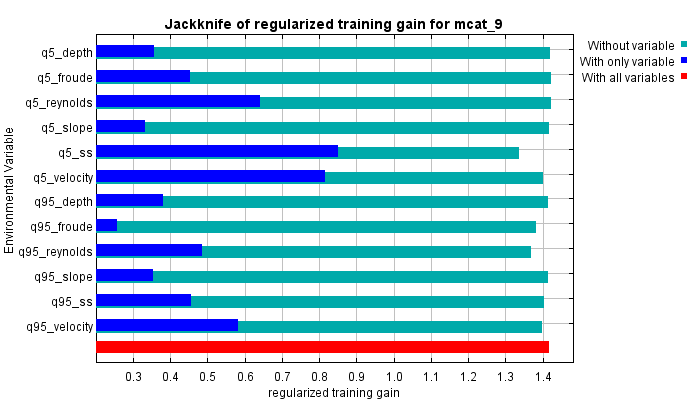 Jackknife of regularized training gain for mcat_9
Without variable
With only variable
With all variables
Environmental Variable
q5_depth
q5_froude
q5_reynolds
q5_slope
q5_ss
q5_velocity
q95_depth
q95_froude
q95_reynolds
q95_slope
q95_ss
q95_velocity
0.3 0.4 0.5 0.6 0.7 0.8 0.9 1.0 1.1 1.2 1.3 1.4
regularized training gain